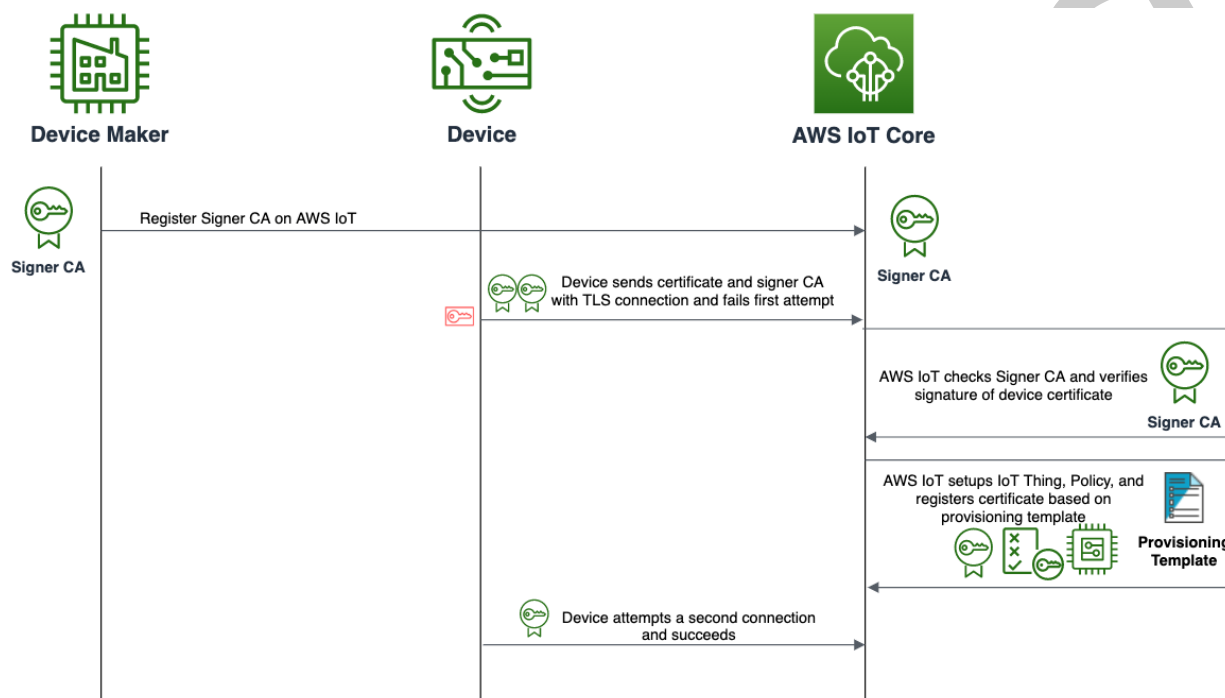 Device Maker
Device
AWS IoT Core
Register Signer CA on AWS IoT
Signer CA
Signer CA
Device sends certificate and signer CA
with TLS connection and fails first attempt
AWS IoT checks Signer CA and verifies
signature of device certificate
Signer CA
AWS IoT setups IoT Thing, Policy, and
registers certificate based on
provisioning template
Provisioning
Template
Device attempts a second connection
and succeeds